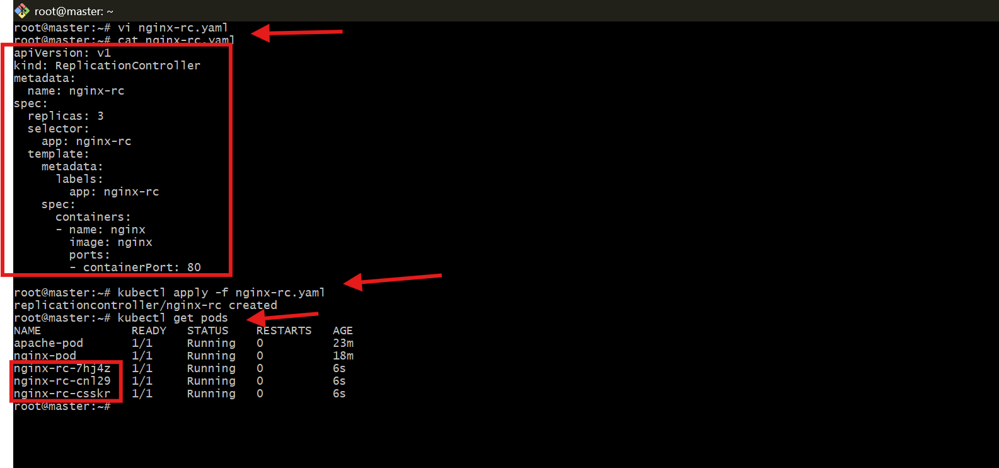 root@master: ~
root@master:~# vi nginx-rc.yaml
root@master:~# cat nginx-rc.yaml
apiVersion: v1
kind: ReplicationController
metadata:
  name: nginx-rc
spec:
  replicas: 3
  selector:
    app: nginx-rc
  template:
    metadata:
      labels:
        app: nginx-rc
    spec:
      containers:
      - name: nginx
        image: nginx
        ports:
        - containerPort: 80
root@master:~# kubectl apply -f nginx-rc.yaml
replicationcontroller/nginx-rc created
root@master:~# kubectl get pods
NAME             READY   STATUS    RESTARTS   AGE
apache-pod       1/1     Running   0          23m
nginx-pod        1/1     Running   0          18m
nginx-rc-7hj4z   1/1     Running   0          6s
nginx-rc-cnl29   1/1     Running   0          6s
nginx-rc-csskr   1/1     Running   0          6s
root@master:~#